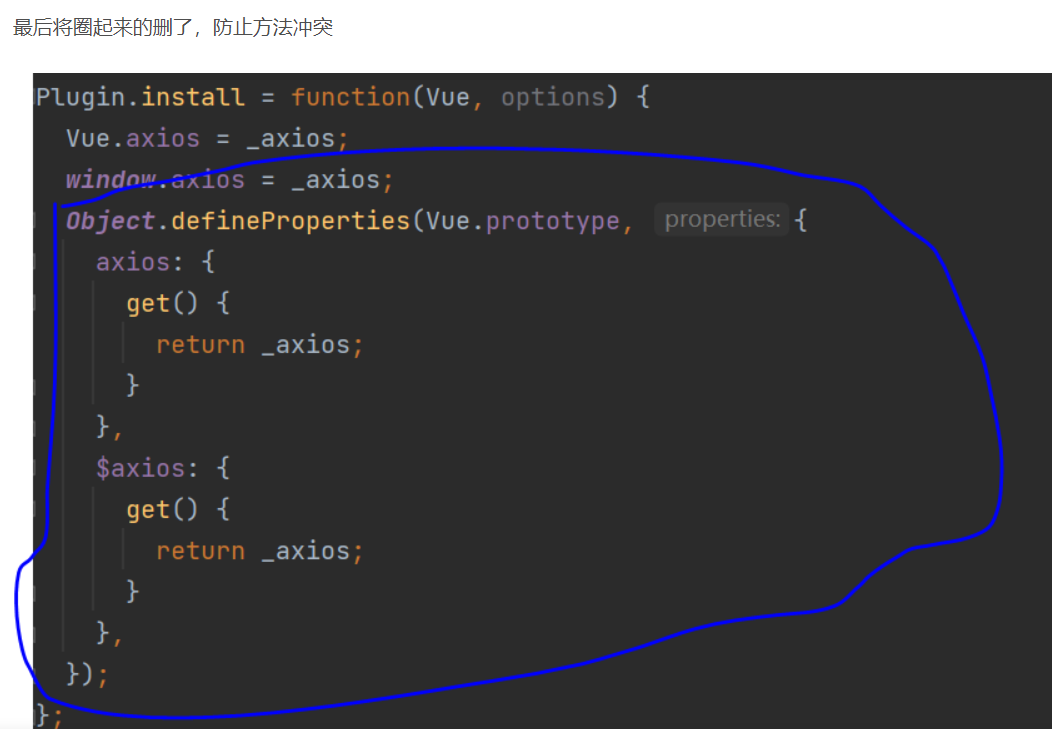 最后将圈起来的删了，防止方法冲突
Plugin.install = function(Vue, options) {
Vue.axios = _axios;
window.axios = _axios;
Object.defineProperties(Vue.prototype, properties: {
axios: {
get() {
return _axios;
}
},
$axios: {
get() {
return _axios;
}
},
});
};